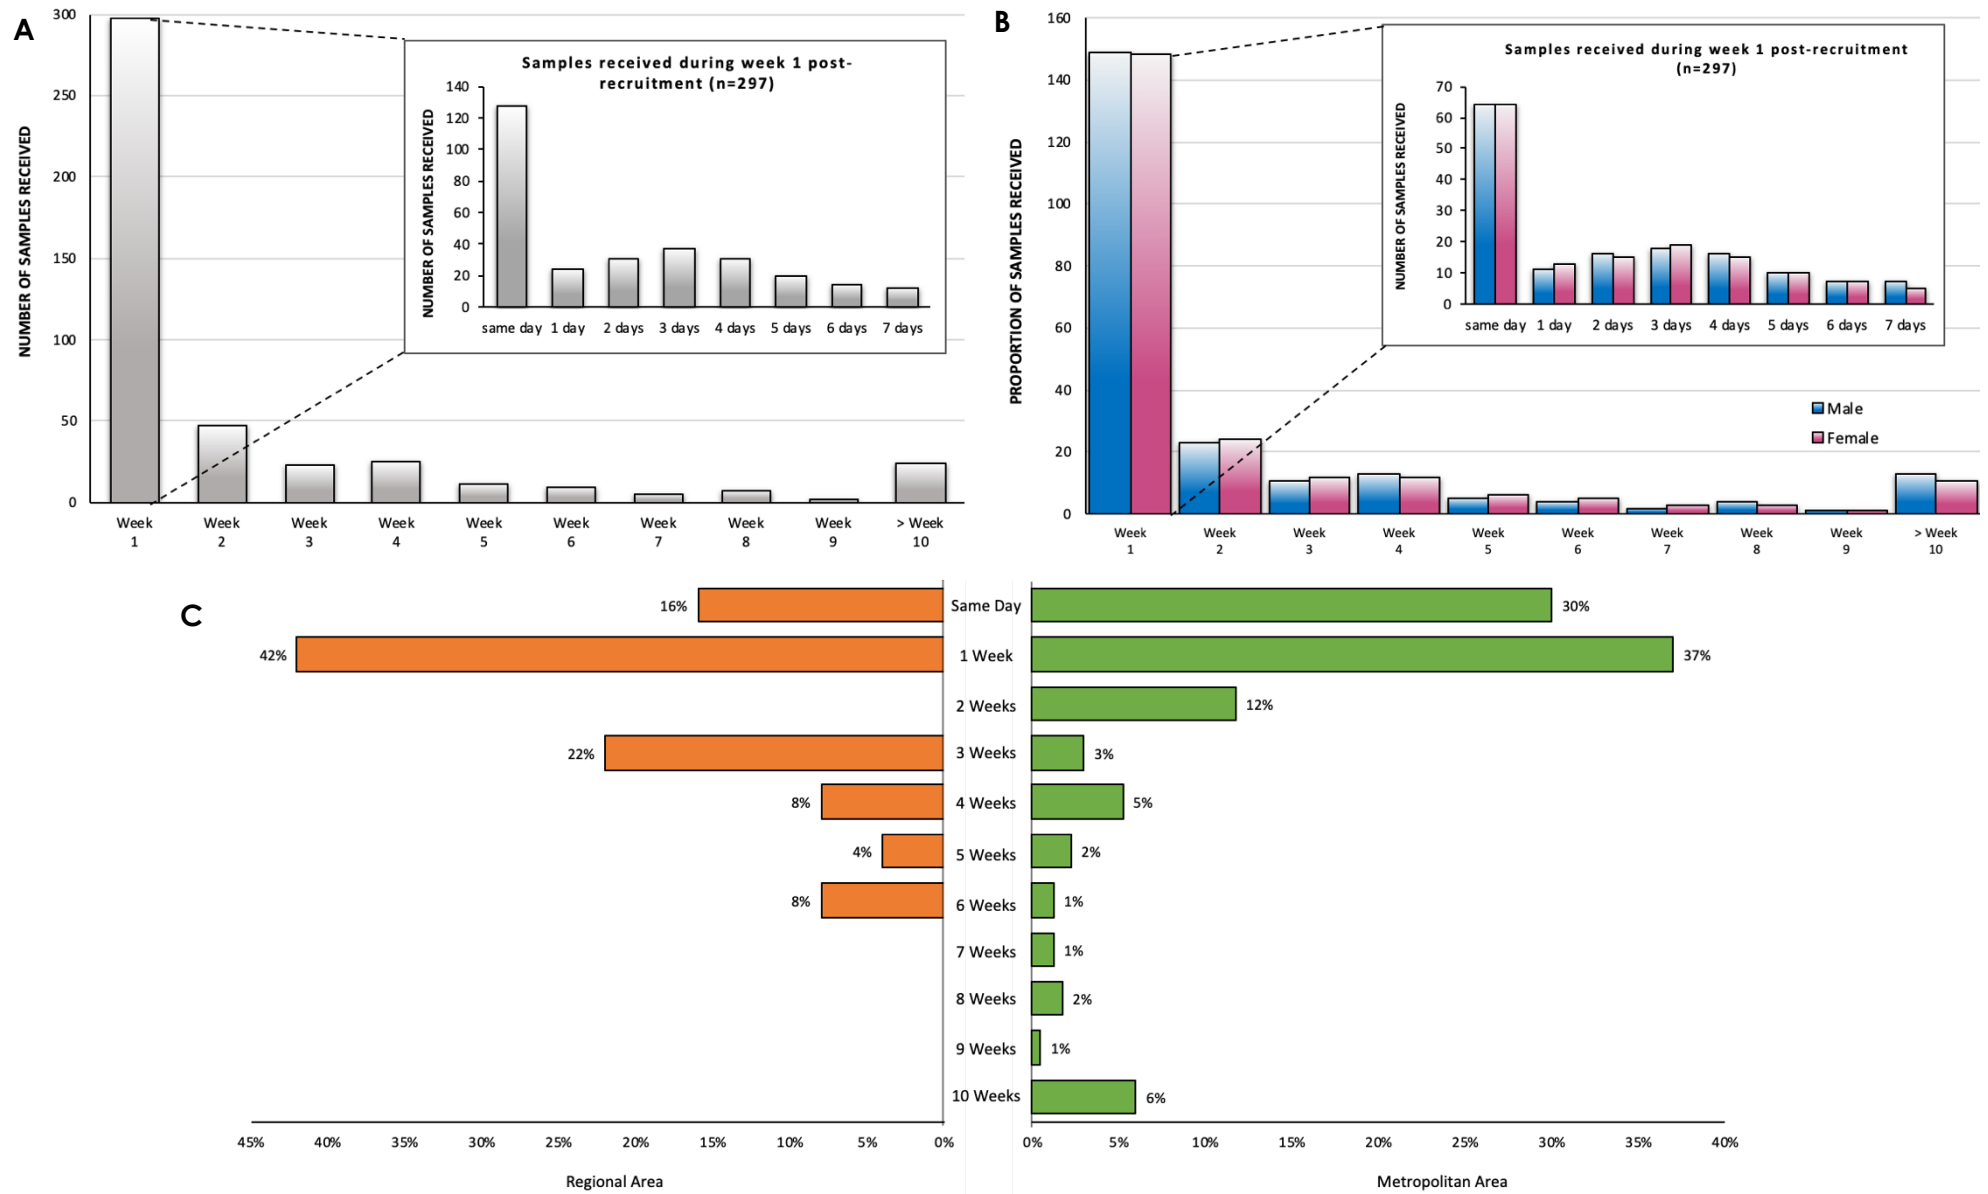 A
NUMBER OF SAMPLES RECEIVED
300
250
200
150
100
50
0
Week 1
Week 2
Week 3
Week 4
Week 5
Week 6
Week 7
Week 8
Week 9
> Week 10
Samples received during week 1 post-
recruitment (n=297)
NUMBER OF SAMPLES RECEIVED
140
120
100
80
60
40
20
0
same day 1 day 2 days 3 days 4 days 5 days 6 days 7 days
B
PROPORTION OF SAMPLES RECEIVED
160
140
120
100
80
60
40
20
0
Week 1
Week 2
Week 3
Week 4
Week 5
Week 6
Week 7
Week 8
Week 9
> Week 10
Samples received during week 1 post-recruitment
(n=297)
NUMBER OF SAMPLES RECEIVED
70
60
50
40
30
20
10
0
same day 1 day 2 days 3 days 4 days 5 days 6 days 7 days
Male
Female
C
16% Same Day 30%
42% 1 Week 37%
2 Weeks 12%
22% 3 Weeks 3%
8% 4 Weeks 5%
4% 5 Weeks 2%
8% 6 Weeks 1%
7 Weeks 1%
8 Weeks 2%
9 Weeks 1%
10 Weeks 6%
45% 40% 35% 30% 25% 20% 15% 10% 5% 0% 0% 5% 10% 15% 20% 25% 30% 35% 40%
Regional Area Metropolitan Area